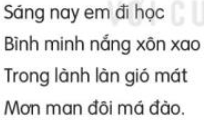 Sáng nay em đi học
Bình minh nắng xôn xao
Trong lành làn gió mát
Mơn man đôi má đào.